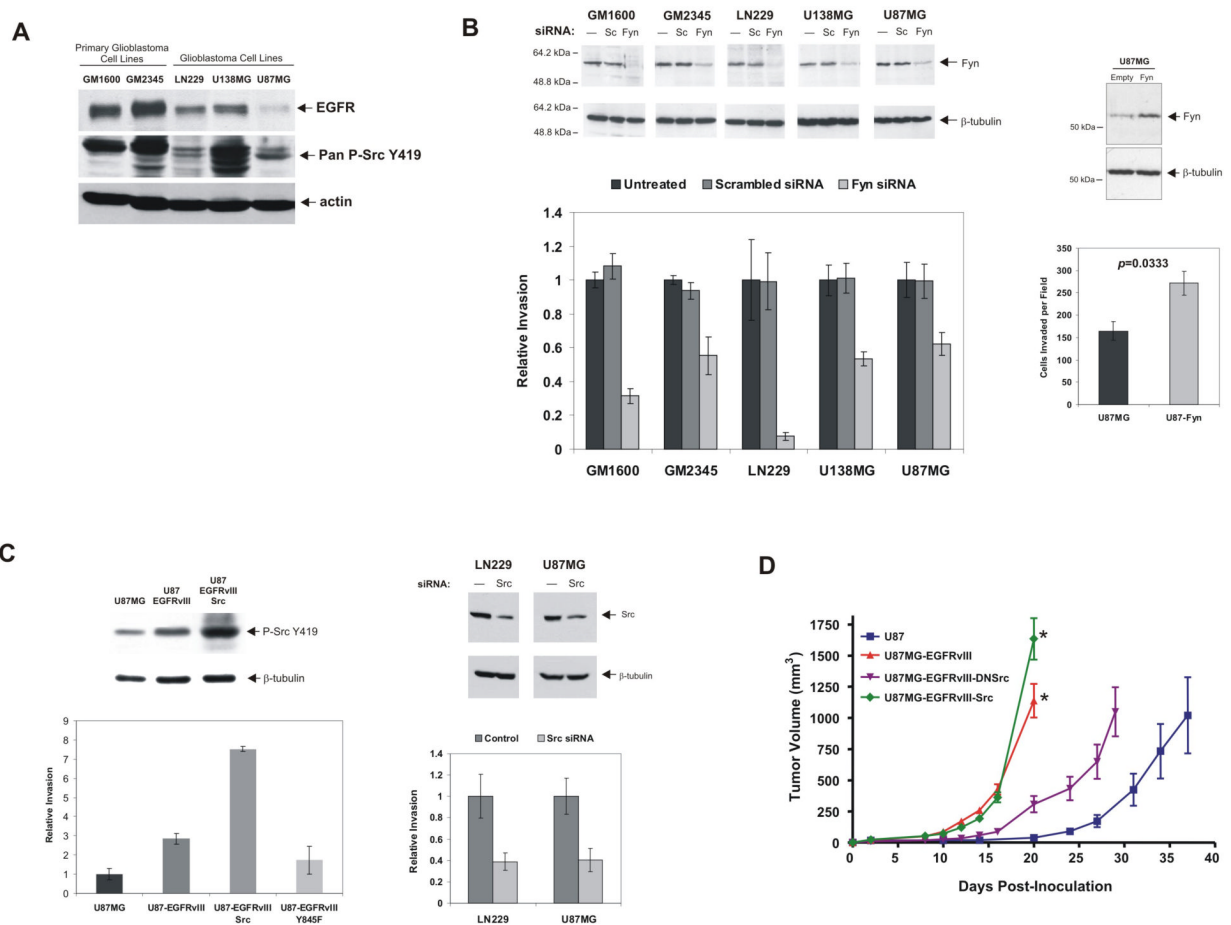 A
Primary Glioblastoma
Cell Lines
Glioblastoma Cell Lines
GM1600 GM2345 LN229 U138MG U87MG
EGFR
Pan P-Src Y419
actin
B
GM1600 GM2345 LN229 U138MG U87MG
siRNA: — Sc Fyn — Sc Fyn — Sc Fyn — Sc Fyn — Sc Fyn
64.2 kDa
48.8 kDa
Fyn
64.2 kDa
48.8 kDa
β-tubulin
Untreated Scrambled siRNA Fyn siRNA
Relative Invasion
1.4
1.2
1
0.8
0.6
0.4
0.2
0
GM1600 GM2345 LN229 U138MG U87MG
U87MG
Empty Fyn
50 kDa
Fyn
50 kDa
β-tubulin
Cells Invaded per Field
350
300
250
200
150
100
50
0
p=0.0333
U87MG U87-Fyn
C
U87MG
U87
EGFRvIII
U87
EGFRvIII
Src
P-Src Y419
β-tubulin
Relative Invasion
9
8
7
6
5
4
3
2
1
0
U87MG U87-EGFRvIII U87-EGFRvIII
Src
U87-EGFRvIII
Y845F
LN229 U87MG
siRNA: — Src — Src
Src
β-tubulin
Control Src siRNA
Relative Invasion
1.4
1.2
1
0.8
0.6
0.4
0.2
0
LN229 U87MG
D
Tumor Volume (mm3)
1750
1500
1250
1000
750
500
250
0
U87
U87MG-EGFRvIII
U87MG-EGFRvIII-DNSrc
U87MG-EGFRvIII-Src
*
*
0 5 10 15 20 25 30 35 40
Days Post-Inoculation